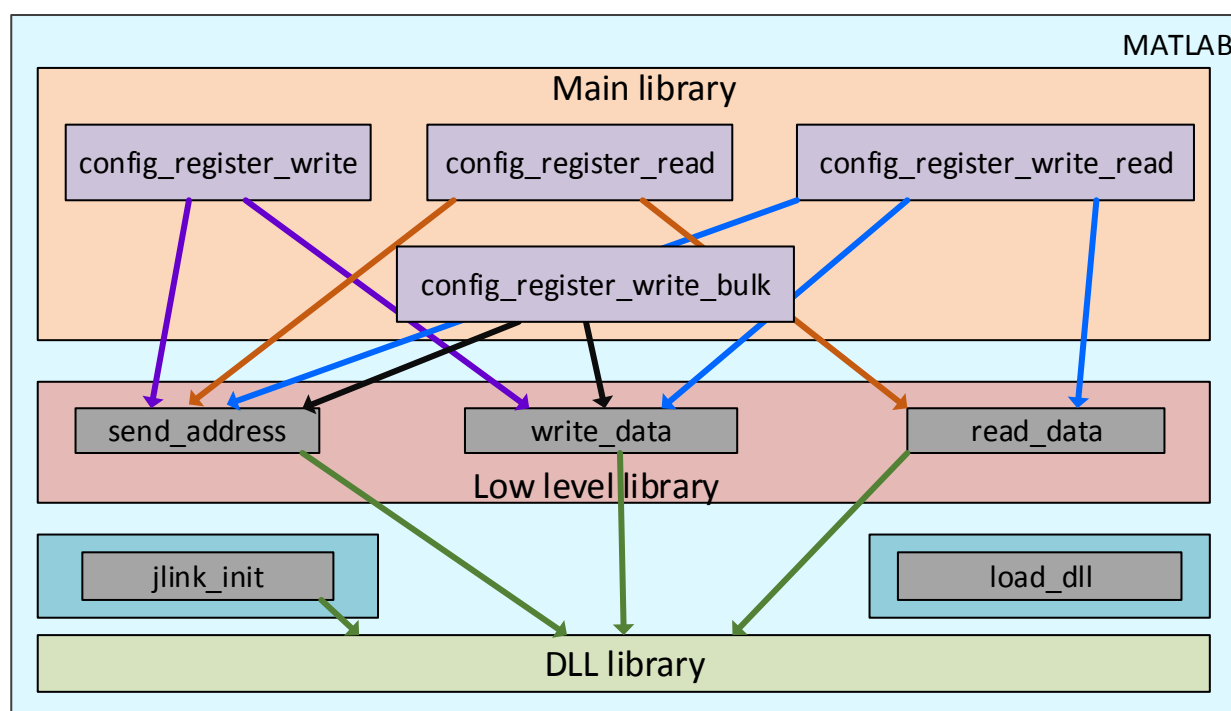 MATLAB
Main library
config_register_write
config_register_read
config_register_write_read
config_register_write_bulk
send_address
write_data
read_data
Low level library
jlink_init
load_dll
DLL library